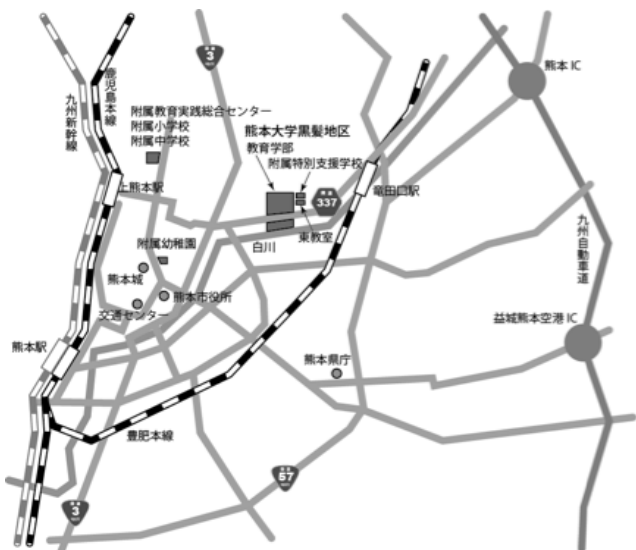 3
熊本IC
鹿児島本線
九州新幹線
附属教育実践総合センター
附属小学校
附属中学校
熊本大学黒髪地区
教育学部
附属特別支援学校
337
竜田口駅
上熊本駅
東教室
白川
九州自動車道
附属幼稚園
熊本城
熊本市役所
交通センター
益城熊本空港IC
熊本駅
熊本県庁
豊肥本線
57
3